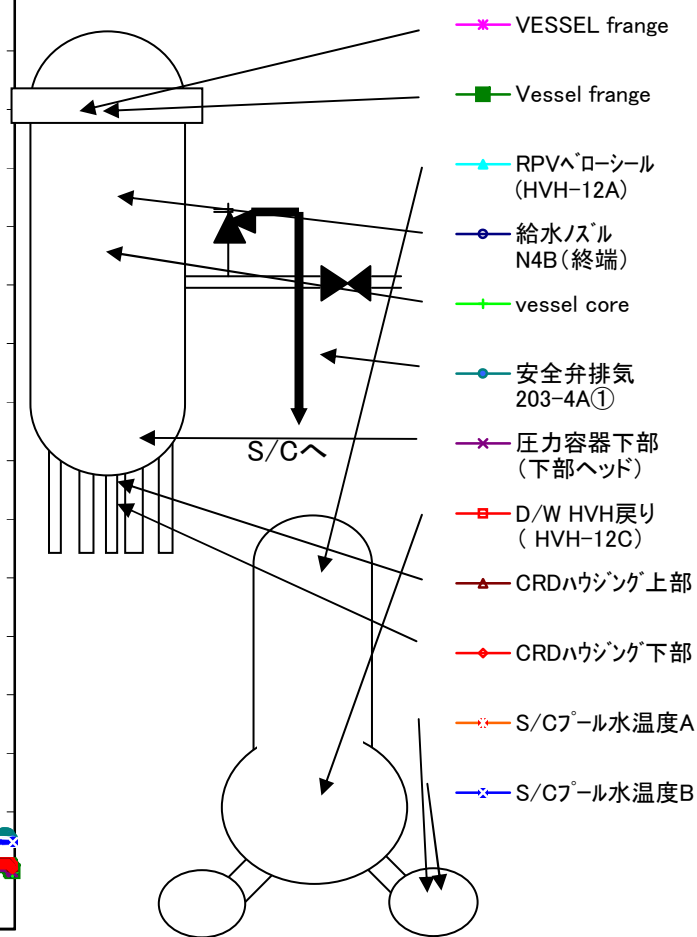 VESSEL frange
Vessel frange
RPVベローシール
(HVH-12A)
給水ノズル
N4B(終端)
vessel core
安全弁排気
203-4A①
圧力容器下部
(下部ヘッド)
D/W HVH戻り
( HVH-12C)
CRDハウジング上部
CRDハウジング下部
S/Cプール水温度A
S/Cプール水温度B
S/Cへ